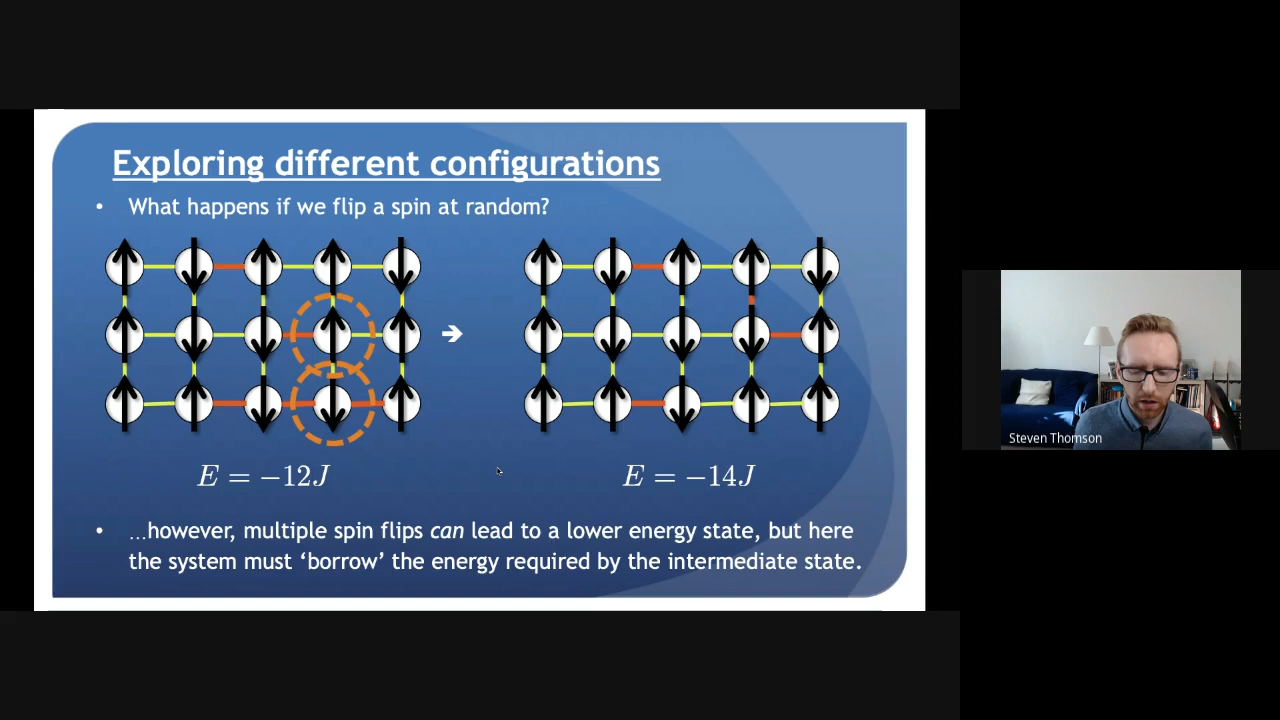 Exploring different configurations
• What happens if we flip a spin at random?
E = −12J
E = −14J
• ...however, multiple spin flips can lead to a lower energy state, but here
the system must ‘borrow’ the energy required by the intermediate state.
Steven Thomson